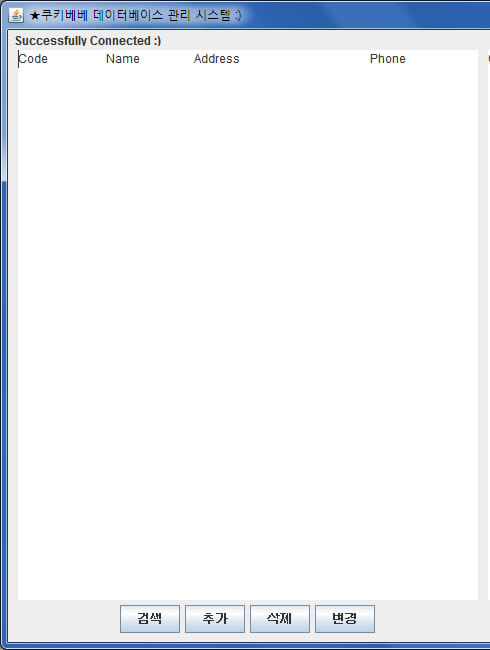 ★쿠키베베 데이터베이스 관리 시스템 :)
Successfully Connected :)
Code Name Address Phone
검색 추가 삭제 변경